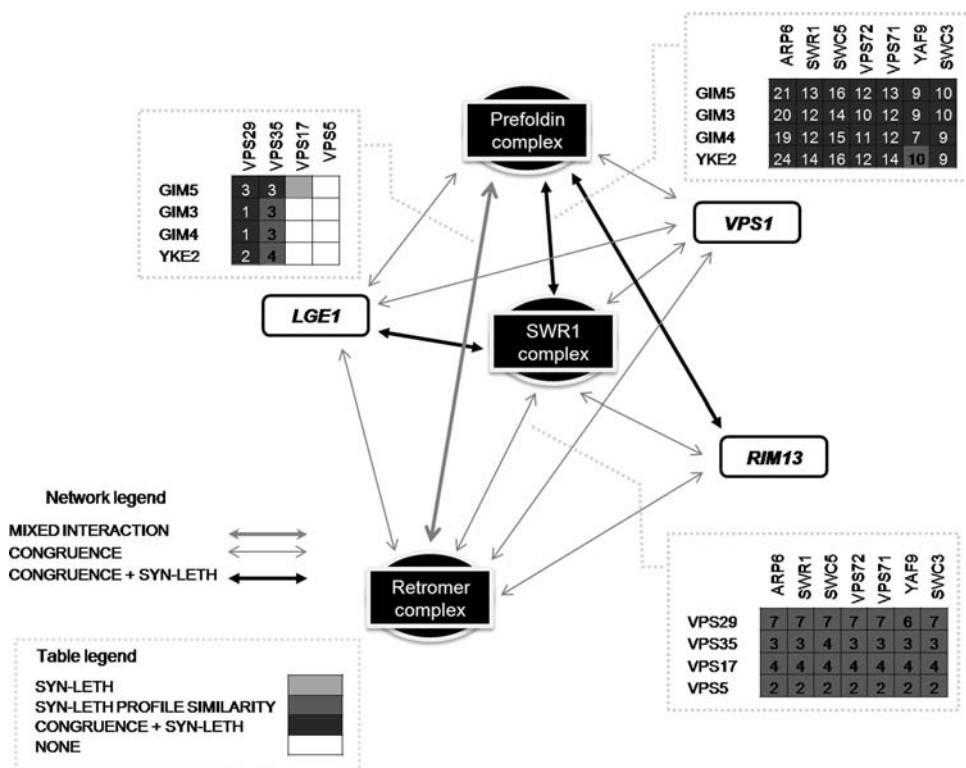 ARP6 SWR1 SWC5 VPS72 VPS71 YAF9 SWC3
GIM5 21 13 16 12 13 9 10
GIM3 20 12 14 10 12 9 10
GIM4 19 12 15 11 12 7 9
YKE2 24 14 16 12 14 10 9
VPS29 VPS35 VPS17 VPS5
GIM5 3 3
GIM3 1 3
GIM4 1 3
YKE2 2 4
Prefoldin
complex
VPS1
LGE1
SWR1
complex
RIM13
Retromer
complex
Network legend
MIXED INTERACTION
CONGRUENCE
CONGRUENCE + SYN-LETH
ARP6 SWR1 SWC5 VPS72 VPS71 YAF9 SWC3
VPS29 7 7 7 7 7 6 7
VPS35 3 3 4 3 3 3 3
VPS17 4 4 4 4 4 4 4
VPS5 2 2 2 2 2 2 2
Table legend
SYN-LETH
SYN-LETH PROFILE SIMILARITY
CONGRUENCE + SYN-LETH
NONE